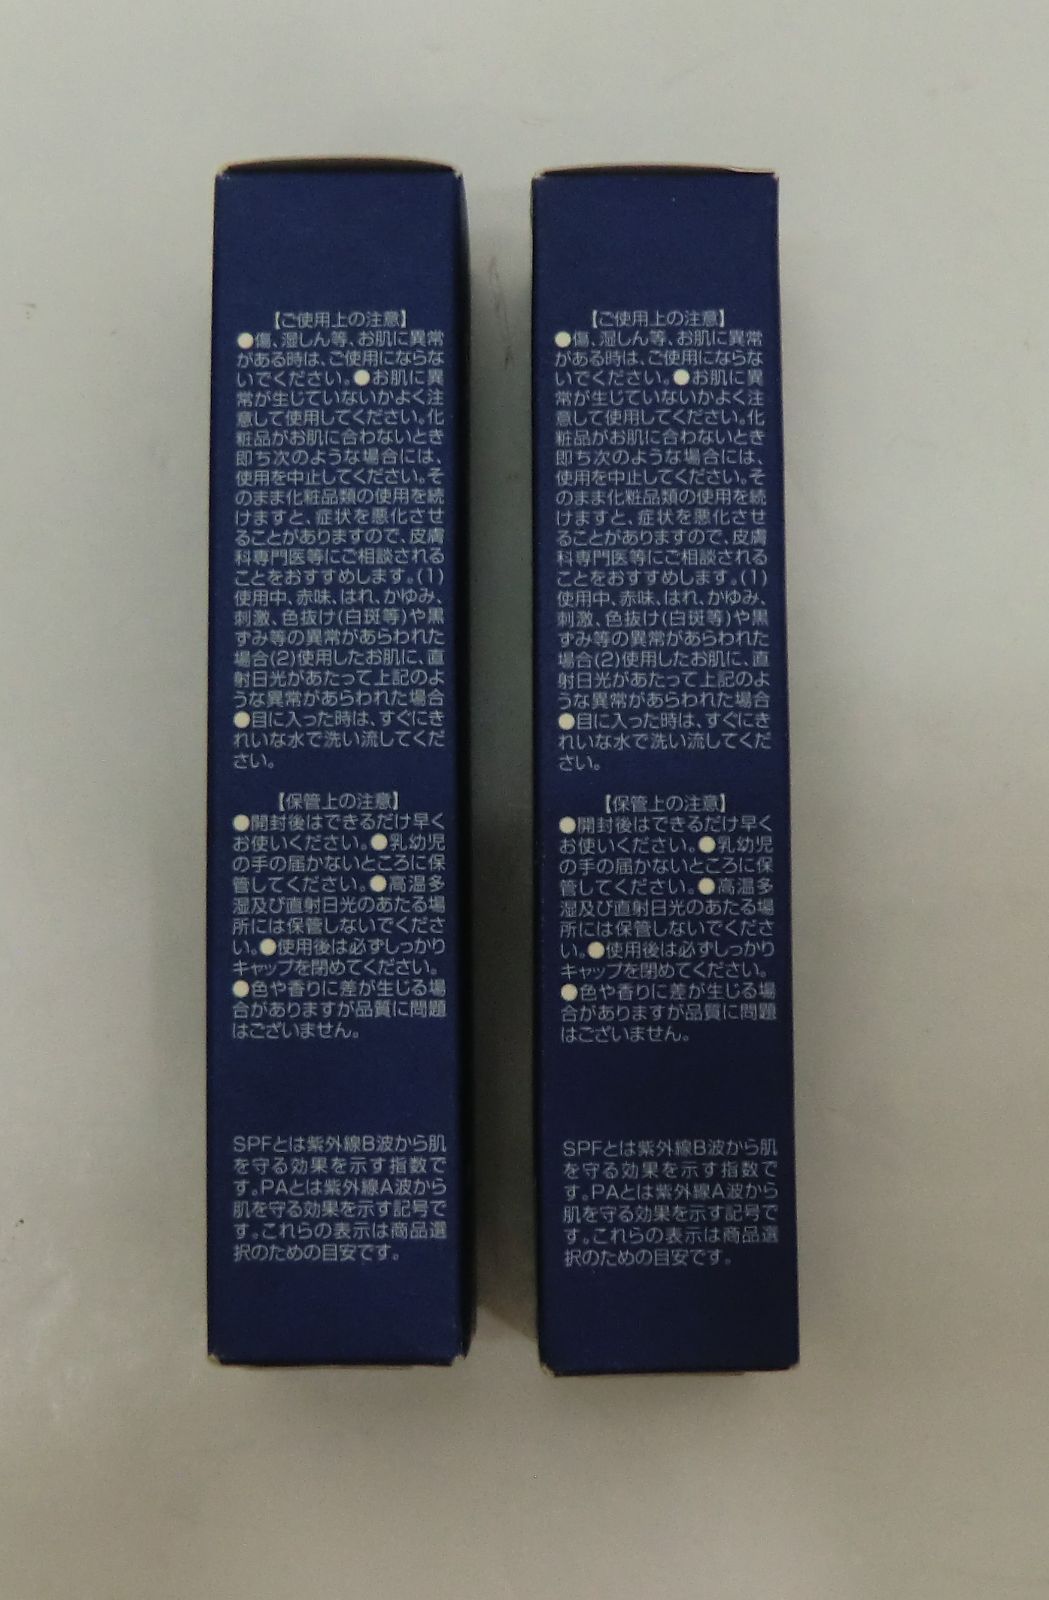 【ご使用上の注意】
●傷、湿しん等、お肌に異常
がある時は、ご使用にならな
いでください。●お肌に異
常が生じていないかよく注
意して使用してください。化
粧品がお肌に合わないとき
即ち次のような場合には、
使用を中止してください。そ
のまま化粧品類の使用を続
けますと、症状を悪化させ
ることがありますので、皮膚
科専門医等にご相談される
ことをおすすめします。(1)
使用中、赤味、はれ、かゆみ、
刺激、色抜け(白斑等)や黒
ずみ等の異常があらわれた
場合(2)使用したお肌に、直
射日光があたって上記のよ
うな異常があらわれた場合
●目に入った時は、すぐにき
れいな水で洗い流してくだ
さい。
【保管上の注意】
●開封後はできるだけ早く
お使いください。●乳幼児
の手の届かないところに保
管してください。●高温多
湿及び直射日光のあたる場
所には保管しないでくださ
い。●使用後は必ずしっかり
キャップを閉めてください。
●色や香りに差が生じる場
合がありますが品質に問題
はございません。
SPFとは紫外線B波から肌
を守る効果を示す指数で
す。PAとは紫外線A波から
肌を守る効果を示す記号で
す。これらの表示は商品選
択のための目安です。
【ご使用上の注意】
●傷、湿しん等、お肌に異常
がある時は、ご使用にならな
いでください。●お肌に異
常が生じていないかよく注
意して使用してください。化
粧品がお肌に合わないとき
即ち次のような場合には、
使用を中止してください。そ
のまま化粧品類の使用を続
けますと、症状を悪化させ
ることがありますので、皮膚
科専門医等にご相談される
ことをおすすめします。(1)
使用中、赤味、はれ、かゆみ、
刺激、色抜け(白斑等)や黒
ずみ等の異常があらわれた
場合(2)使用したお肌に、直
射日光があたって上記のよ
うな異常があらわれた場合
●目に入った時は、すぐにき
れいな水で洗い流してくだ
さい。
【保管上の注意】
●開封後はできるだけ早く
お使いください。●乳幼児
の手の届かないところに保
管してください。●高温多
湿及び直射日光のあたる場
所には保管しないでくださ
い。●使用後は必ずしっかり
キャップを閉めてください。
●色や香りに差が生じる場
合がありますが品質に問題
はございません。
SPFとは紫外線B波から肌
を守る効果を示す指数で
す。PAとは紫外線A波から
肌を守る効果を示す記号で
す。これらの表示は商品選
択のための目安です。